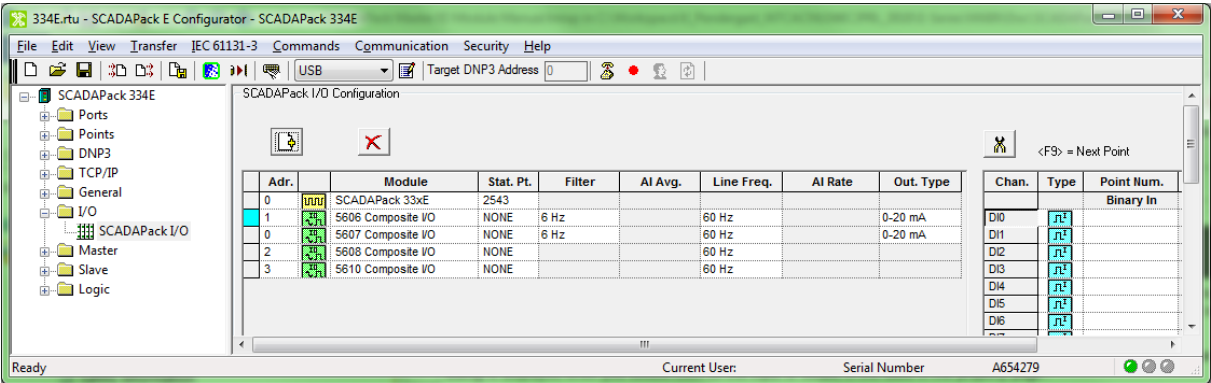 334E.rtu - SCADAPack E Configurator - SCADAPack 334E
File Edit View Transfer IEC 61131-3 Commands Communication Security Help
USB Target DNP3 Address 0
SCADAPack 334E
Ports
Points
DNP3
TCP/IP
General
I/O
SCADAPack I/O
Master
Slave
Logic
SCADAPack I/O Configuration
<F9> = Next Point
Adr. Module Stat. Pt. Filter AI Avg. Line Freq. AI Rate Out. Type
0 SCADAPack 33xE 2543
1 5606 Composite I/O NONE 6 Hz 60 Hz 0-20 mA
0 5607 Composite I/O NONE 6 Hz 60 Hz 0-20 mA
2 5608 Composite I/O NONE 60 Hz
3 5610 Composite I/O NONE 60 Hz
Chan. Type Point Num.
Binary In
DI0
DI1
DI2
DI3
DI4
DI5
DI6
Ready Current User: Serial Number A654279